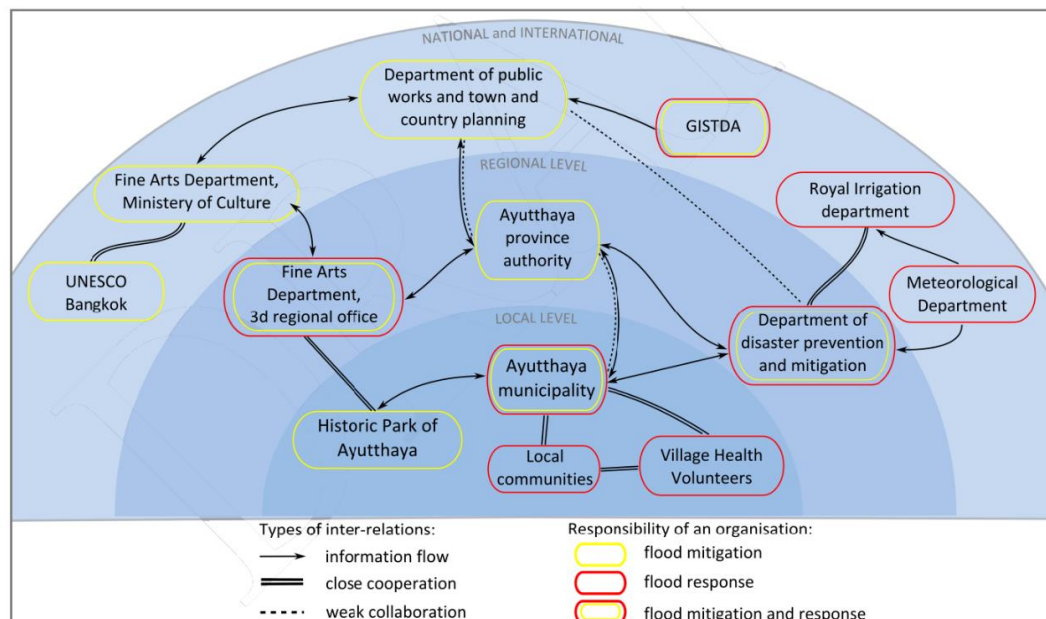 NATIONAL and INTERNATIONAL
Department of public
works and town and
country planning
GISTDA
REGIONAL LEVEL
Fine Arts Department,
Ministry of Culture
Royal Irrigation
department
Ayutthaya
province
authority
UNESCO
Bangkok
Fine Arts
Department,
3d regional office
Meteorological
Department
LOCAL LEVEL
Department of
disaster prevention
and mitigation
Ayutthaya
municipality
Historic Park of
Ayutthaya
Local
communities
Village Health
Volunteers
Types of inter-relations:
information flow
close cooperation
weak collaboration
Responsibility of an organisation:
flood mitigation
flood response
flood mitigation and response